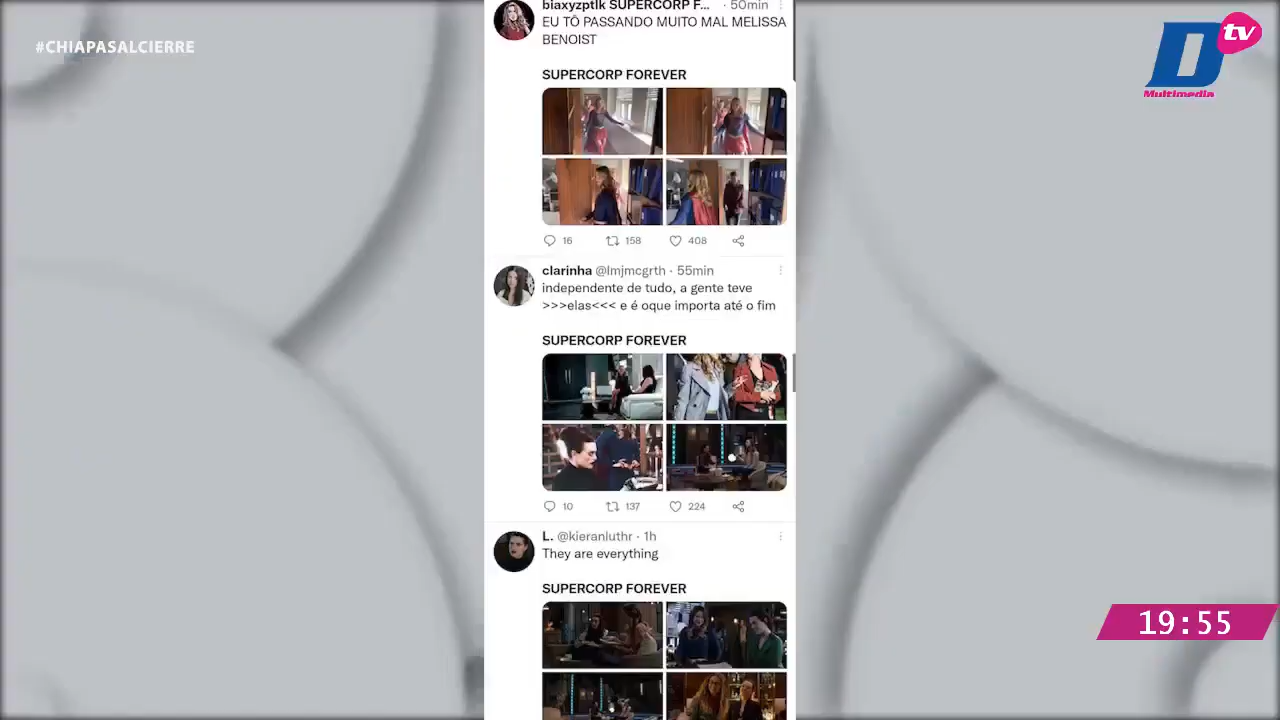 #CHIAPASALCIERRE
D tv
Multimedia
biaxyzptlk SUPERCORP F... · 50min
EU TÔ PASSANDO MUITO MAL MELISSA
BENOIST
SUPERCORP FOREVER
16 158 408
clarinha @lmjmcgrth · 55min
independente de tudo, a gente teve
>>>elas<<< e é oque importa até o fim
SUPERCORP FOREVER
10 137 224
L. @kieranluthr · 1h
They are everything
SUPERCORP FOREVER
19:55